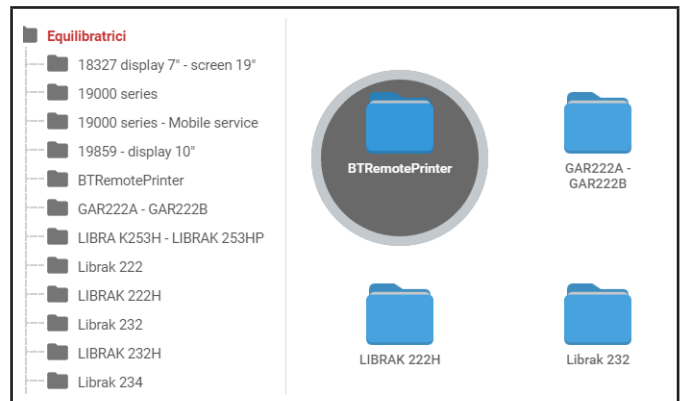 Equilibratrici
18327 display 7" - screen 19"
19000 series
19000 series - Mobile service
19859 - display 10"
BTRemotePrinter
GAR222A - GAR222B
LIBRA K253H - LIBRAK 253HP
Librak 222
LIBRAK 222H
Librak 232
LIBRAK 232H
Librak 234
BTRemotePrinter
GAR222A -
GAR222B
LIBRAK 222H
Librak 232